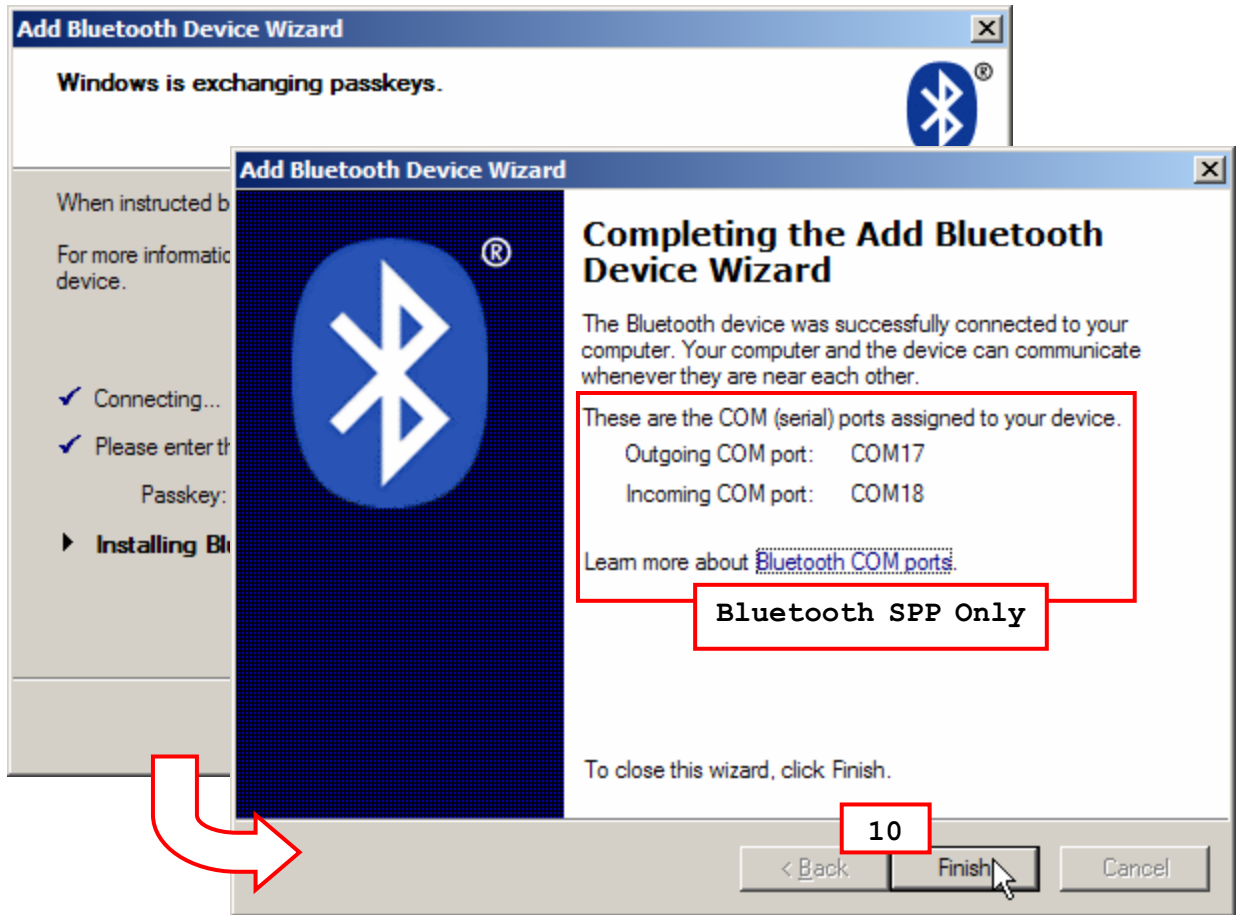 Add Bluetooth Device Wizard
Windows is exchanging passkeys.
®
When instructed b
For more informatic
device.
Connecting...
Please enter th
Passkey:
Installing Blu
Add Bluetooth Device Wizard
®
Completing the Add Bluetooth
Device Wizard
The Bluetooth device was successfully connected to your
computer. Your computer and the device can communicate
whenever they are near each other.
These are the COM (serial) ports assigned to your device.
Outgoing COM port: COM17
Incoming COM port: COM18
Learn more about Bluetooth COM ports.
Bluetooth SPP Only
To close this wizard, click Finish.
10
< Back Finish Cancel